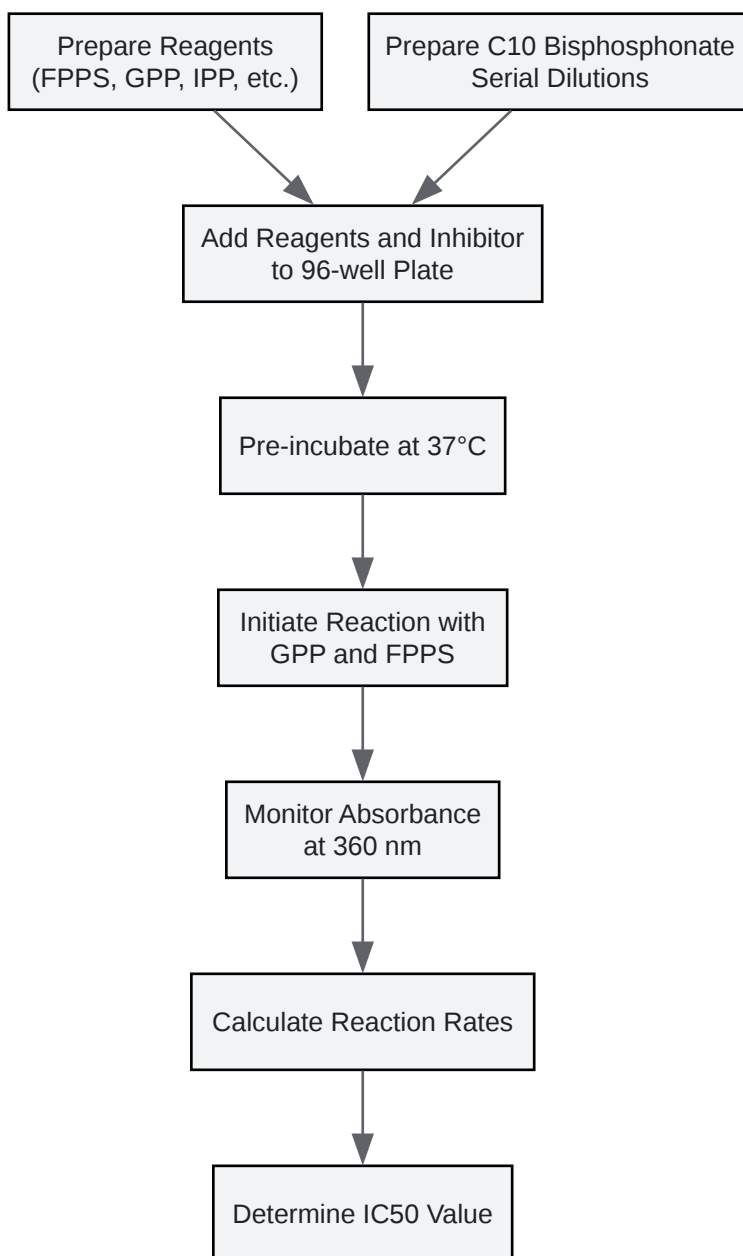 Prepare Reagents
(FPPS, GPP, IPP, etc.)
Prepare C10 Bisphosphonate
Serial Dilutions
Add Reagents and Inhibitor
to 96-well Plate
Pre-incubate at 37°C
Initiate Reaction with
GPP and FPPS
Monitor Absorbance
at 360 nm
Calculate Reaction Rates
Determine IC50 Value